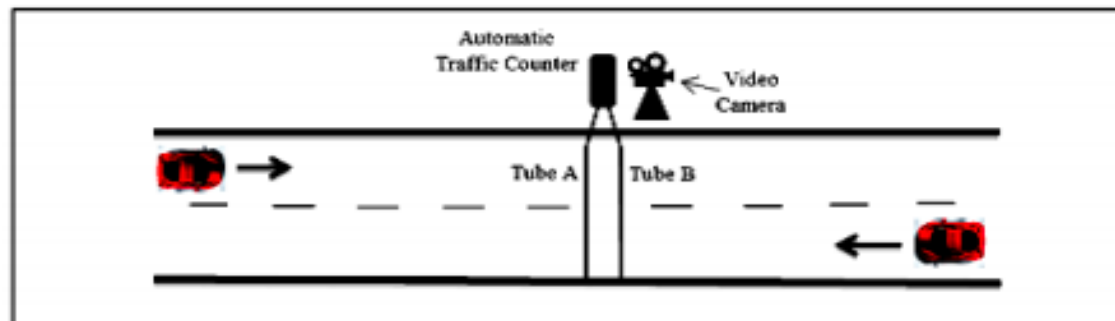 Automatic
Traffic Counter
Video
Camera
Tube A
Tube B